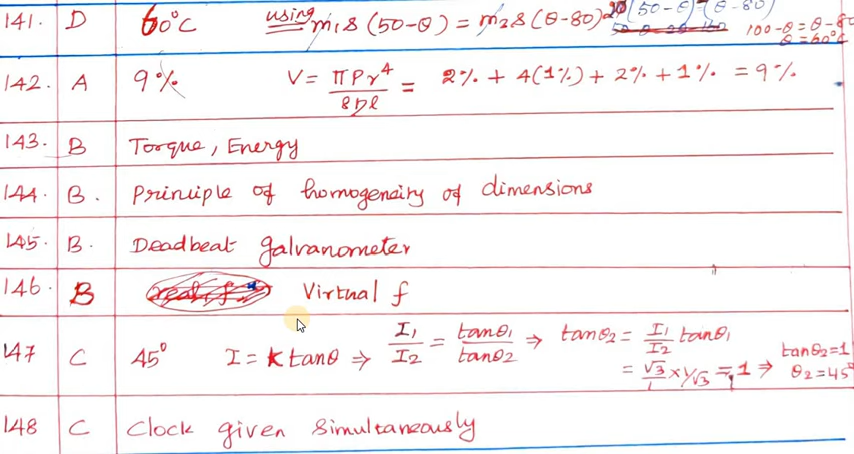 141. D 60°C using m₁s (50-θ) = m₂s (θ-80) 20 (50-θ) (θ-80)
100-θ = θ-80
θ = 60°C
142. A 9% V = πPr⁴/8ηl = 2% + 4(1%) + 2% + 1% = 9%
143. B Torque, Energy
144. B. Principle of homogeneity of dimensions
145. B. Deadbeat galvanometer
146. B Virtual f
147 C 45° I = K tanθ ⇒ I₁/I₂ = tanθ₁/tanθ₂ ⇒ tanθ₂ = I₁/I₂ tanθ₁
= √3/1 × 1/√3 = 1 ⇒ tanθ₂=1
θ₂=45°
148 C Clock given simultaneously